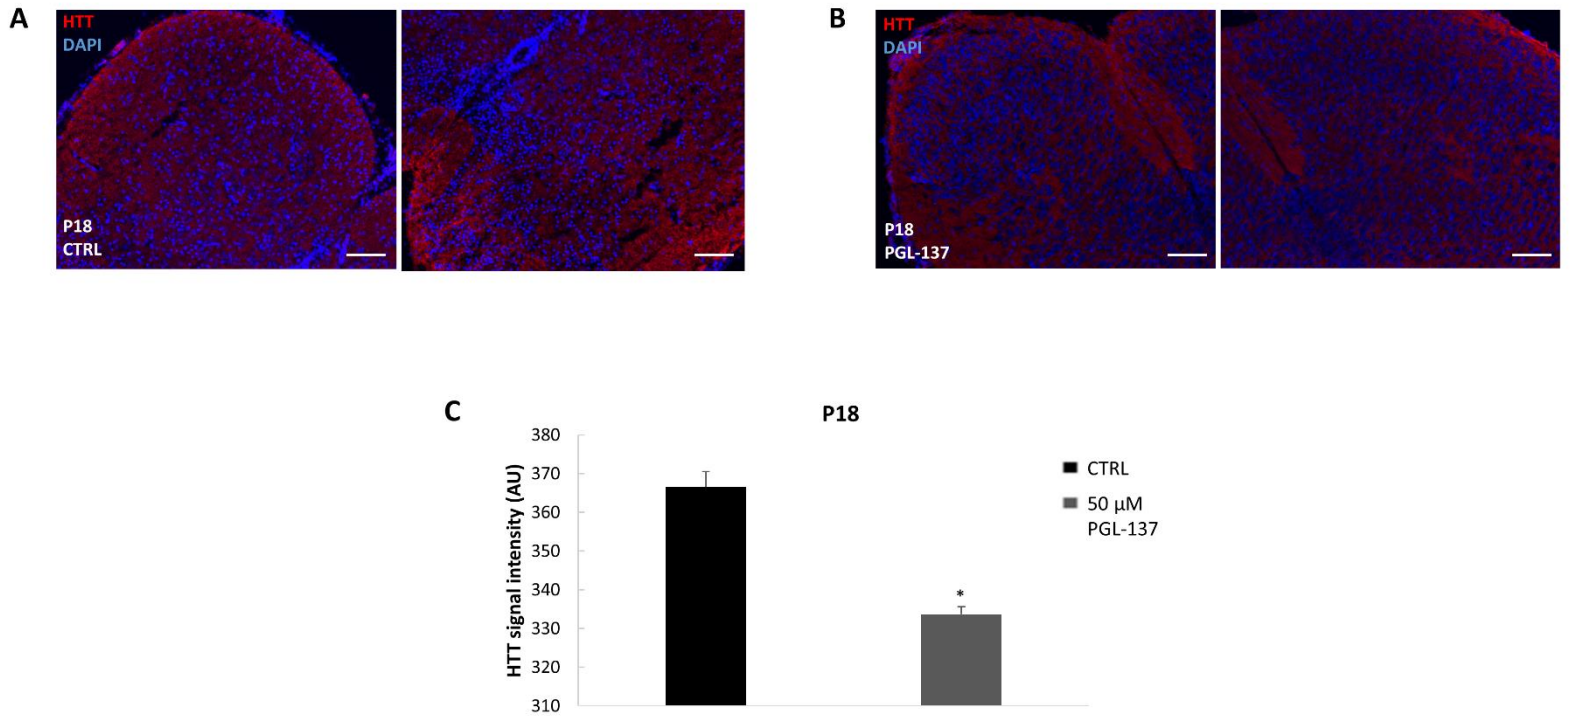 A
HTT
DAPI
P18
CTRL
B
HTT
DAPI
P18
PGL-137
C
P18
HTT signal intensity (AU)
380
370
360
350
340
330
320
310
*
CTRL
50 μM
PGL-137